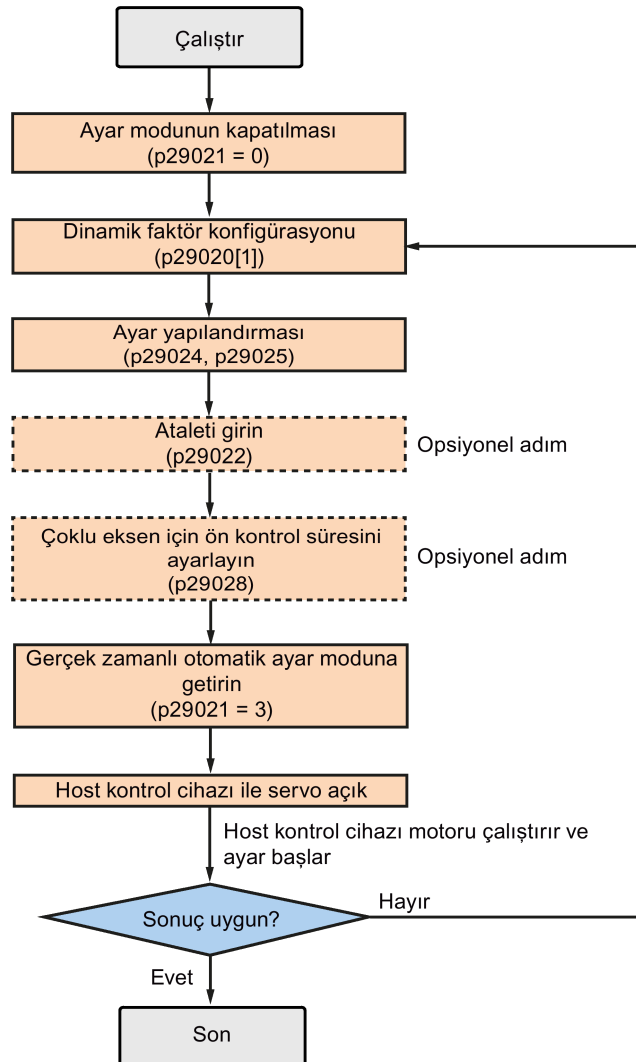 Çalıştır
Ayar modunun kapatılması
(p29021 = 0)
Dinamik faktör konfigürasyonu
(p29020[1])
Ayar yapılandırması
(p29024, p29025)
Ataleti girin
(p29022)
Opsiyonel adım
Çoklu eksen için ön kontrol süresini
ayarlayın
(p29028)
Opsiyonel adım
Gerçek zamanlı otomatik ayar moduna
getirin
(p29021 = 3)
Host kontrol cihazı ile servo açık
Host kontrol cihazı motoru çalıştırır ve
ayar başlar
Sonuç uygun?
Hayır
Evet
Son